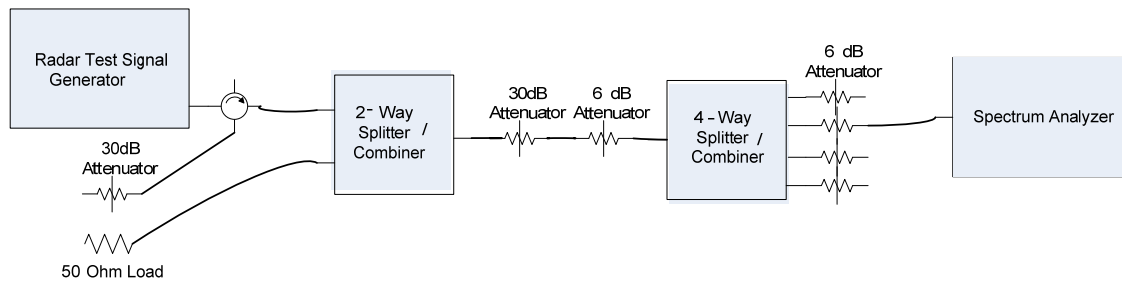 Radar Test Signal
Generator
30dB
Attenuator
50 Ohm Load
2- Way
Splitter /
Combiner
30dB
Attenuator
6 dB
Attenuator
4-Way
Splitter /
Combiner
6 dB
Attenuator
Spectrum Analyzer